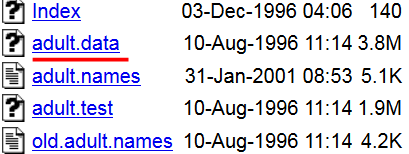 Index 03-Dec-1996 04:06 140
adult.data 10-Aug-1996 11:14 3.8M
adult.names 31-Jan-2001 08:53 5.1K
adult.test 10-Aug-1996 11:14 1.9M
old.adult.names 10-Aug-1996 11:14 4.2K